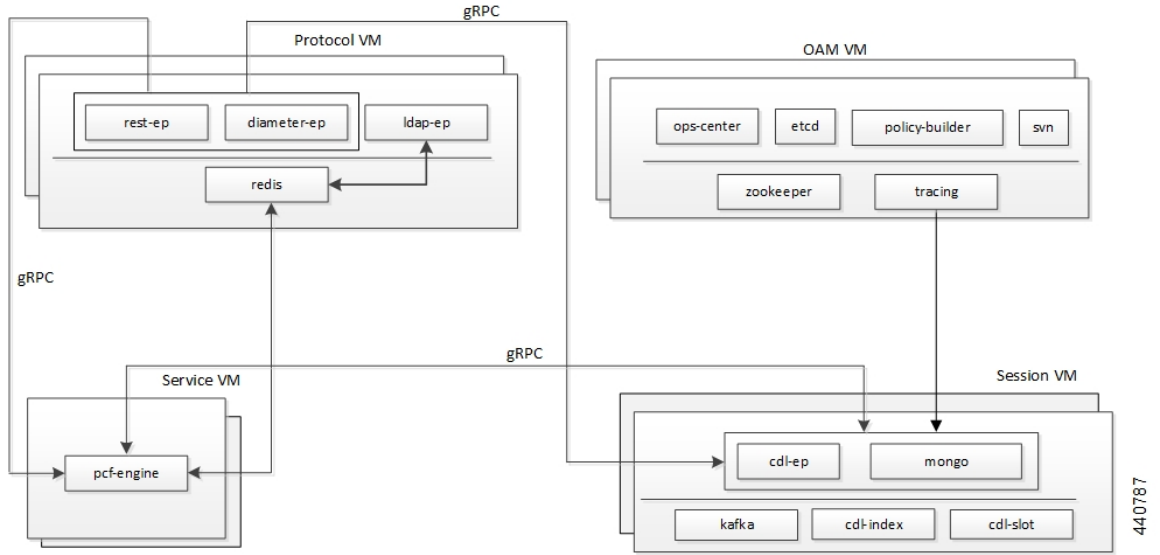 gRPC
Protocol VM
OAM VM
rest-ep
diameter-ep
ldap-ep
ops-center
etcd
policy-builder
svn
redis
zookeeper
tracing
gRPC
gRPC
Service VM
Session VM
pcf-engine
cdl-ep
mongo
kafka
cdl-index
cdl-slot
440787